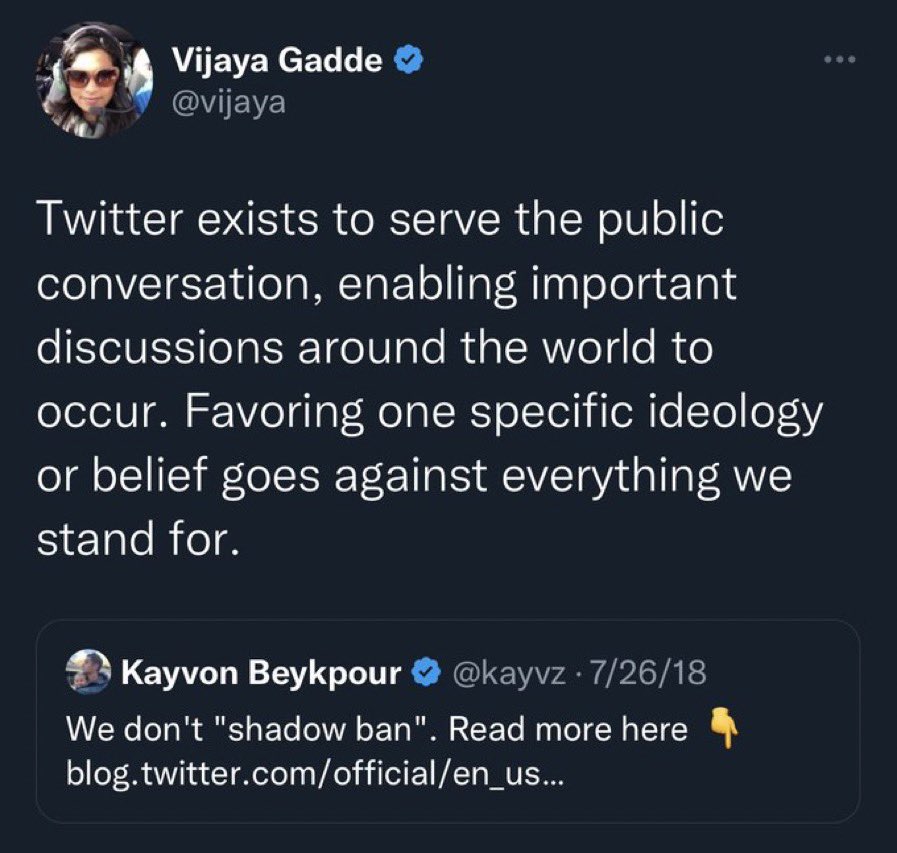 Vijaya Gadde
@vijaya
Twitter exists to serve the public
conversation, enabling important
discussions around the world to
occur. Favoring one specific ideology
or belief goes against everything we
stand for.
Kayvon Beykpour @kayvz · 7/26/18
We don't "shadow ban". Read more here 👇
blog.twitter.com/official/en_us...